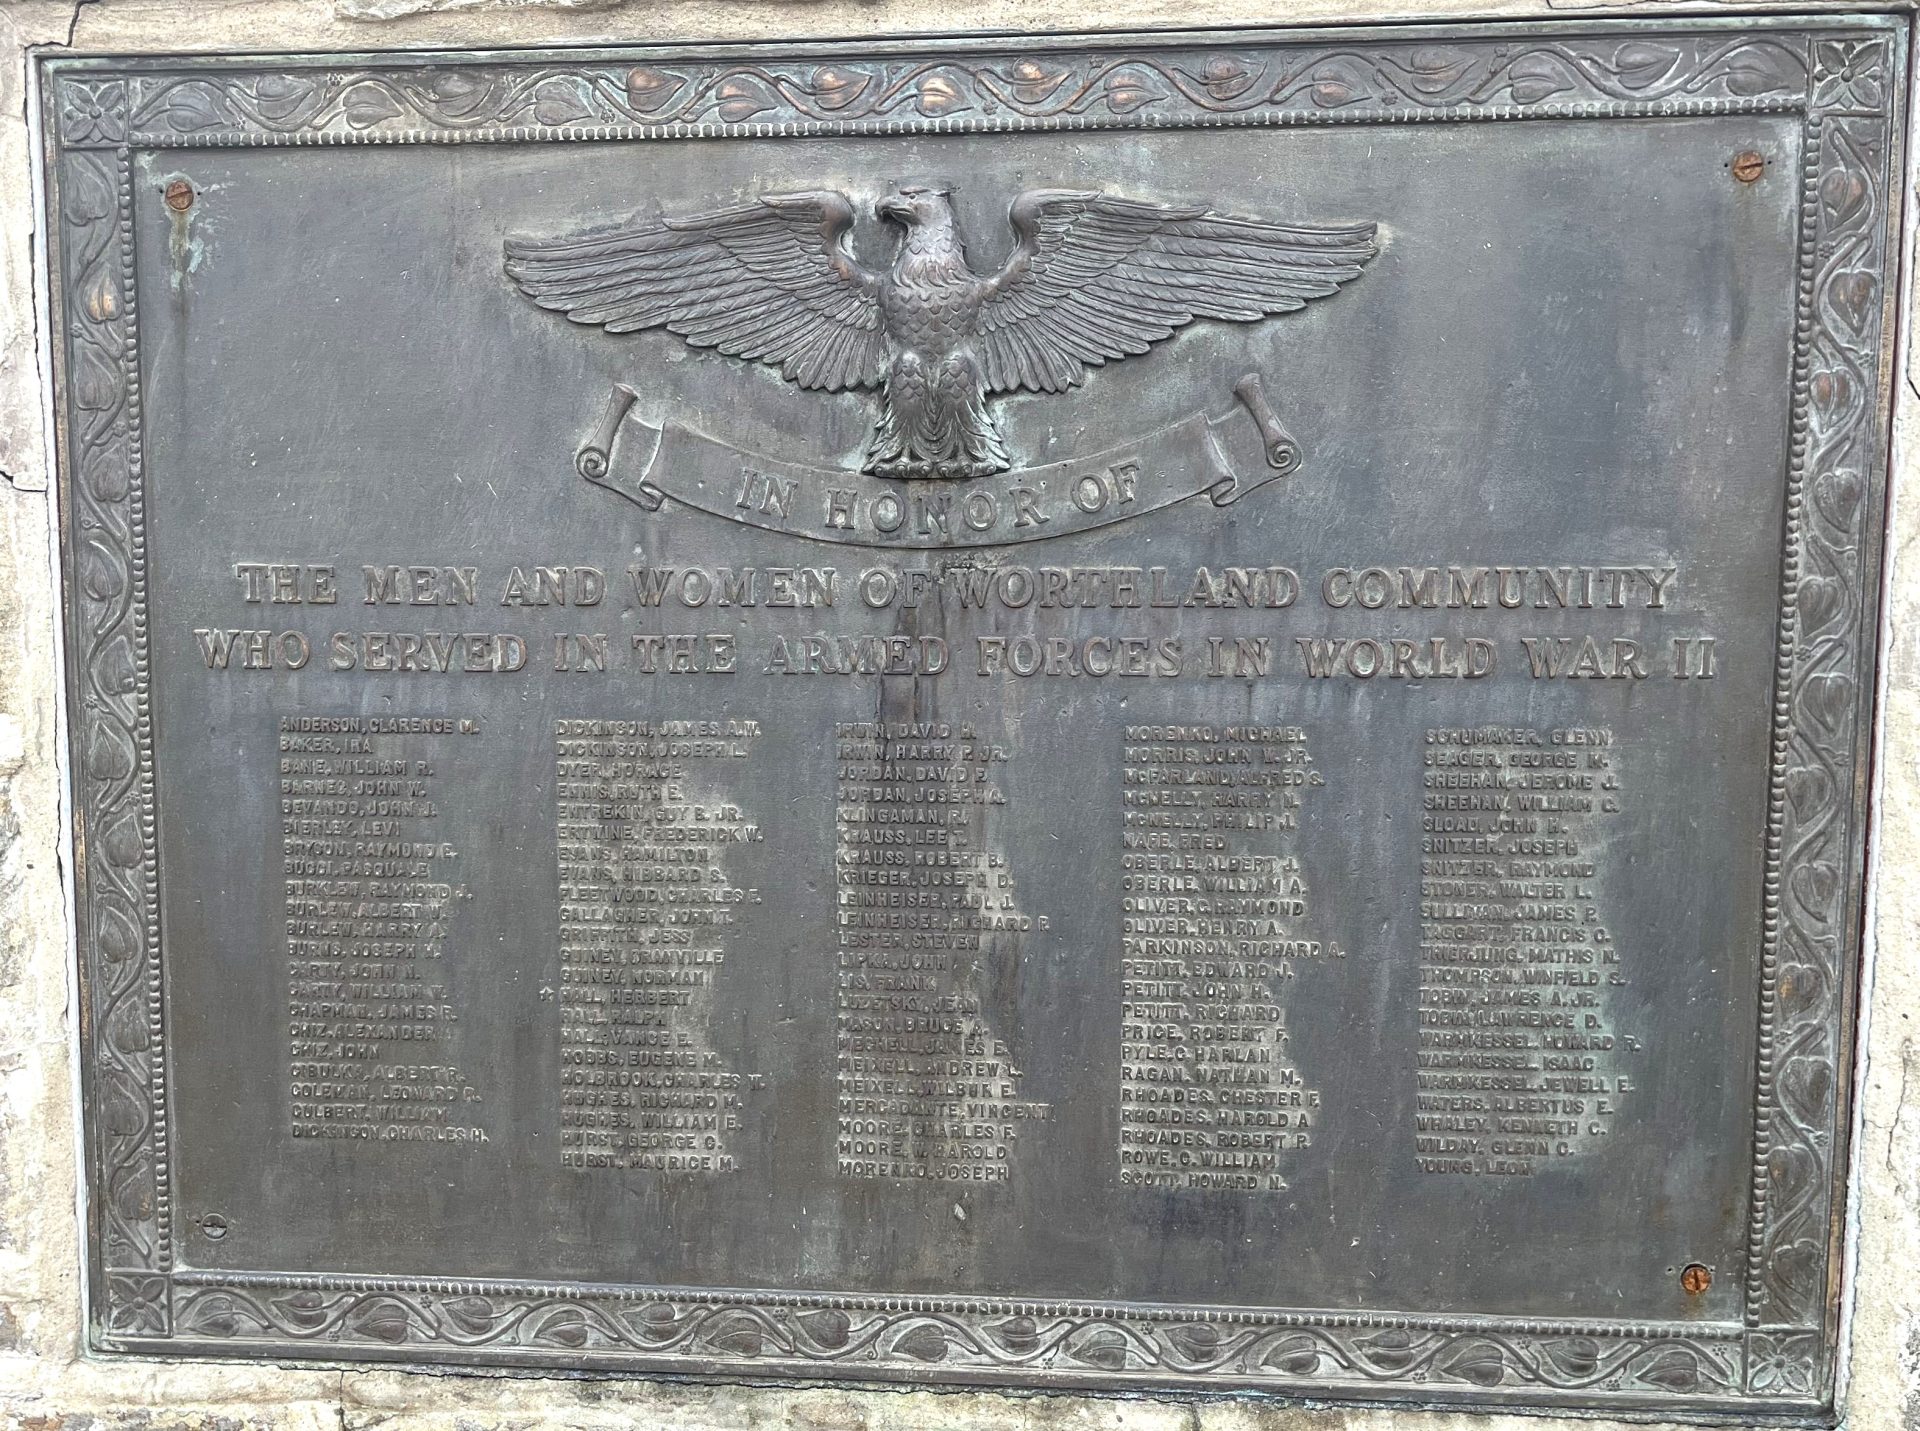 IN HONOR OF
THE MEN AND WOMEN OF WORTHLAND COMMUNITY
WHO SERVED IN THE ARMED FORCES IN WORLD WAR II
ANDERSON, CLARENCE M.
BAKER, IRA
BANE, WILLIAM R.
BARNES, JOHN W.
BEVANDO, JOHN J.
BIERLEY, LEVI
BRYSON, RAYMOND E.
BUCCI, PASQUALE
BURKLEW, RAYMOND J.
BURLEW, ALBERT W.
BURLEW, HARRY A.
BURNS, JOSEPH H.
CARTY, JOHN N.
CARTY, WILLIAM V.
CHAPMAN, JAMES R.
CHIZ, ALEXANDER
CHIZ, JOHN
CIBULKA, ALBERT R.
COLEMAN, LEONARD R.
CULBERT, WILLIAM
DICKINSON, CHARLES H.
DICKINSON, JAMES A.W.
DICKINSON, JOSEPH L.
DYER, HORACE
ENNIS, RUTH E.
ENTREKIN, GUY B. JR.
ERTWINE, FREDERICK W.
EVANS, HAMILTON
EVANS, HIBBARD S.
FLEETWOOD, CHARLES F.
GALLAGHER, JOHN T.
GRIFFITH, JESS
GUINEY, GRANVILLE
GUINEY, NORMAN
☆ HALL, HERBERT
HALL, RALPH
HALL, VANCE E.
HOBBS, EUGENE M.
HOLBROOK, CHARLES W.
HUGHES, RICHARD M.
HUGHES, WILLIAM E.
HURST, GEORGE C.
HURST, MAURICE M.
IRWIN, DAVID H.
IRWIN, HARRY P. JR.
JORDAN, DAVID F.
JORDAN, JOSEPH A.
KLINGAMAN, R.
KRAUSS, LEE T.
KRAUSS, ROBERT B.
KRIEGER, JOSEPH D.
LEINHEISER, PAUL J.
LEINHEISER, RICHARD P.
LESTER, STEVEN
LIPKA, JOHN
LIS, FRANK
LUZETSKY, JEAN
MASON, BRUCE A.
MECHELL, JAMES E.
MEIXELL, ANDREW L.
MEIXELL, WILBUR E.
MERCADANTE, VINCENT
MOORE, CHARLES F.
MOORE, W. HAROLD
MORENKO, JOSEPH
MORENKO, MICHAEL
MORRIS, JOHN W. JR.
McFARLAND, ALFRED S.
McNELLY, HARRY N.
McNELLY, PHILIP J.
NAFE, FRED
OBERLE, ALBERT J.
OBERLE, WILLIAM A.
OLIVER, C. RAYMOND
OLIVER, HENRY A.
PARKINSON, RICHARD A.
PETITT, EDWARD J.
PETITT, JOHN H.
PETITT, RICHARD
PRICE, ROBERT F.
PYLE, C. HARLAN
RAGAN, NATHAN M.
RHOADES, CHESTER F.
RHOADES, HAROLD A
RHOADES, ROBERT P.
ROWE, C. WILLIAM
SCOTT, HOWARD N.
SCHUMAKER, GLENN
SEAGER, GEORGE K.
SHEEHAN, JEROME J.
SHEEHAN, WILLIAM C.
SLOAD, JOHN H.
SNITZER, JOSEPH
SNITZER, RAYMOND
STONER, WALTER L.
SULLIVAN, JAMES P.
TAGGART, FRANCIS C.
THIERJUNG, MATHIS N.
THOMPSON, WINFIELD S.
TOBIN, JAMES A. JR.
TOBIN, LAWRENCE D.
WARMKESSEL, HOWARD R.
WARMKESSEL, ISAAC
WARMKESSEL, JEWELL E.
WATERS, ALBERTUS E.
WHALEY, KENNETH C.
WILDAY, GLENN C.
YOUNG, LEON